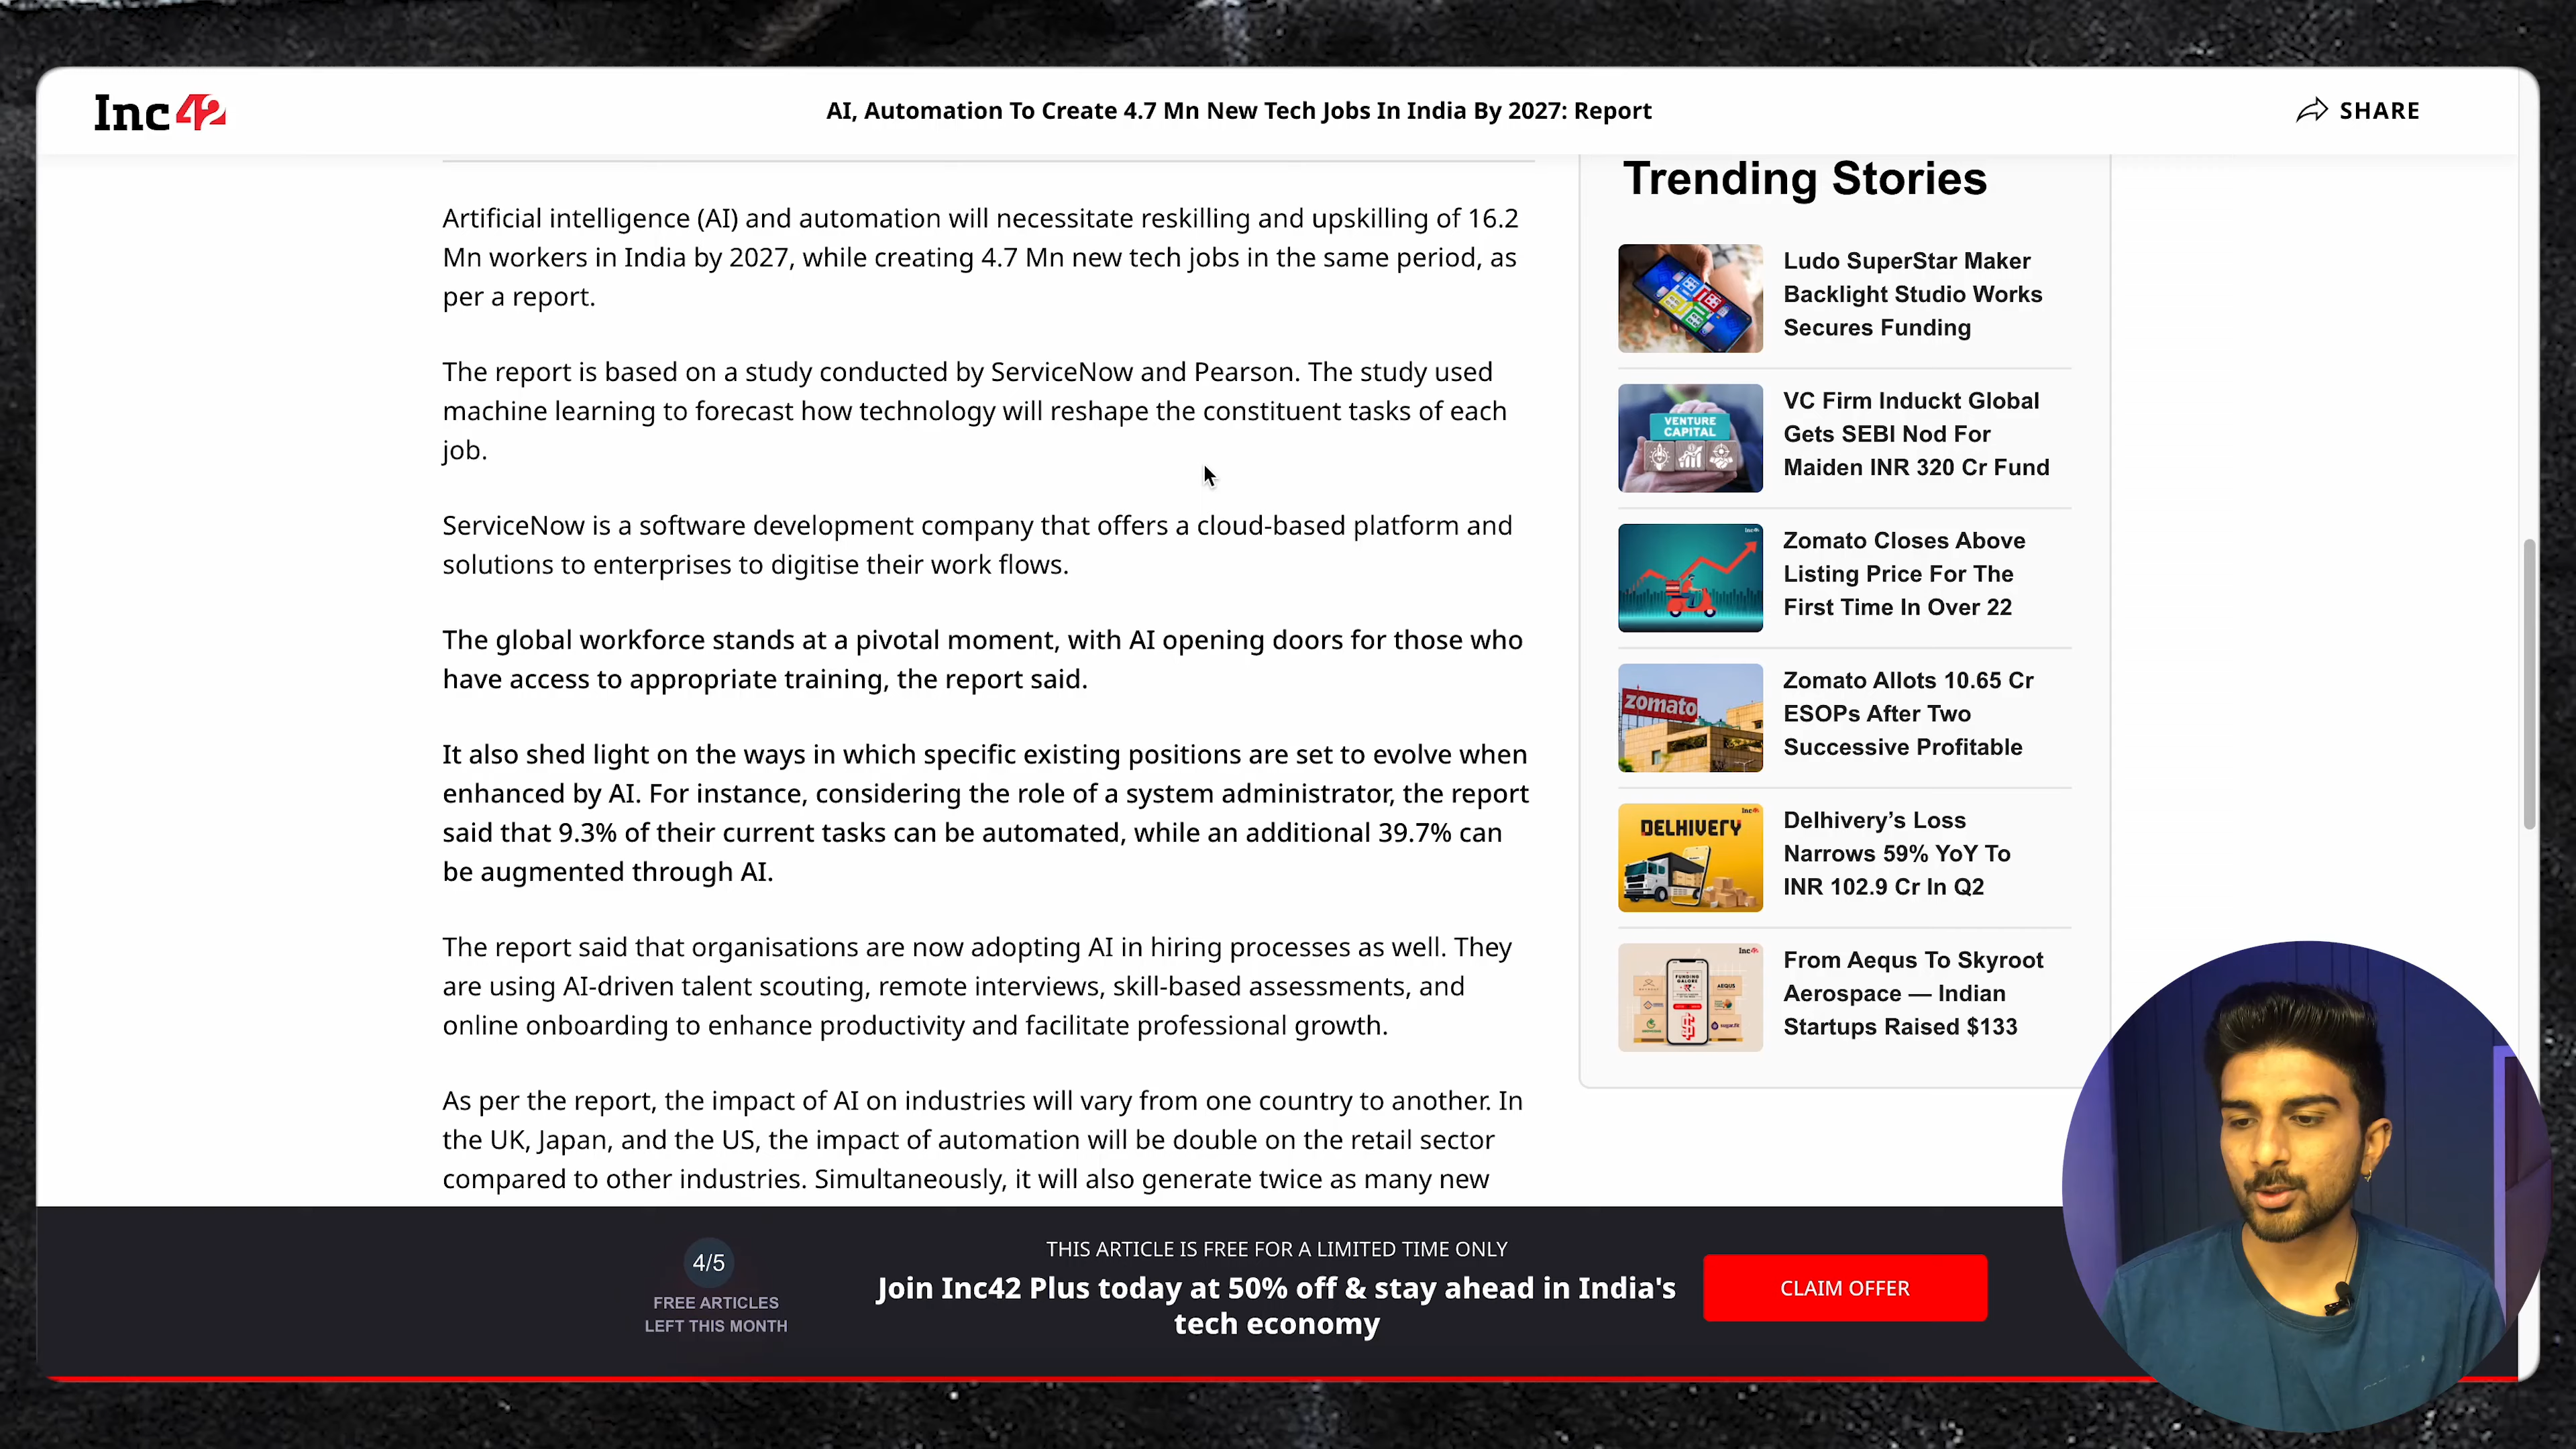 Inc42
AI, Automation To Create 4.7 Mn New Tech Jobs In India By 2027: Report
SHARE
Artificial intelligence (AI) and automation will necessitate reskilling and upskilling of 16.2
Mn workers in India by 2027, while creating 4.7 Mn new tech jobs in the same period, as
per a report.
The report is based on a study conducted by ServiceNow and Pearson. The study used
machine learning to forecast how technology will reshape the constituent tasks of each
job.
ServiceNow is a software development company that offers a cloud-based platform and
solutions to enterprises to digitise their work flows.
The global workforce stands at a pivotal moment, with AI opening doors for those who
have access to appropriate training, the report said.
It also shed light on the ways in which specific existing positions are set to evolve when
enhanced by AI. For instance, considering the role of a system administrator, the report
said that 9.3% of their current tasks can be automated, while an additional 39.7% can
be augmented through AI.
The report said that organisations are now adopting AI in hiring processes as well. They
are using AI-driven talent scouting, remote interviews, skill-based assessments, and
online onboarding to enhance productivity and facilitate professional growth.
As per the report, the impact of AI on industries will vary from one country to another. In
the UK, Japan, and the US, the impact of automation will be double on the retail sector
compared to other industries. Simultaneously, it will also generate twice as many new
Trending Stories
Ludo SuperStar Maker
Backlight Studio Works
Secures Funding
VENTURE
CAPITAL
VC Firm Induckt Global
Gets SEBI Nod For
Maiden INR 320 Cr Fund
Inc42
Zomato Closes Above
Listing Price For The
First Time In Over 22
zomato
Zomato Allots 10.65 Cr
ESOPs After Two
Successive Profitable
Inc42
DELHIVERY
Delhivery’s Loss
Narrows 59% YoY To
INR 102.9 Cr In Q2
Inc42
FUNDING
GALORE
AEQUS
From Aequs To Skyroot
Aerospace — Indian
Startups Raised $133
4/5
FREE ARTICLES
LEFT THIS MONTH
THIS ARTICLE IS FREE FOR A LIMITED TIME ONLY
Join Inc42 Plus today at 50% off & stay ahead in India's
tech economy
CLAIM OFFER